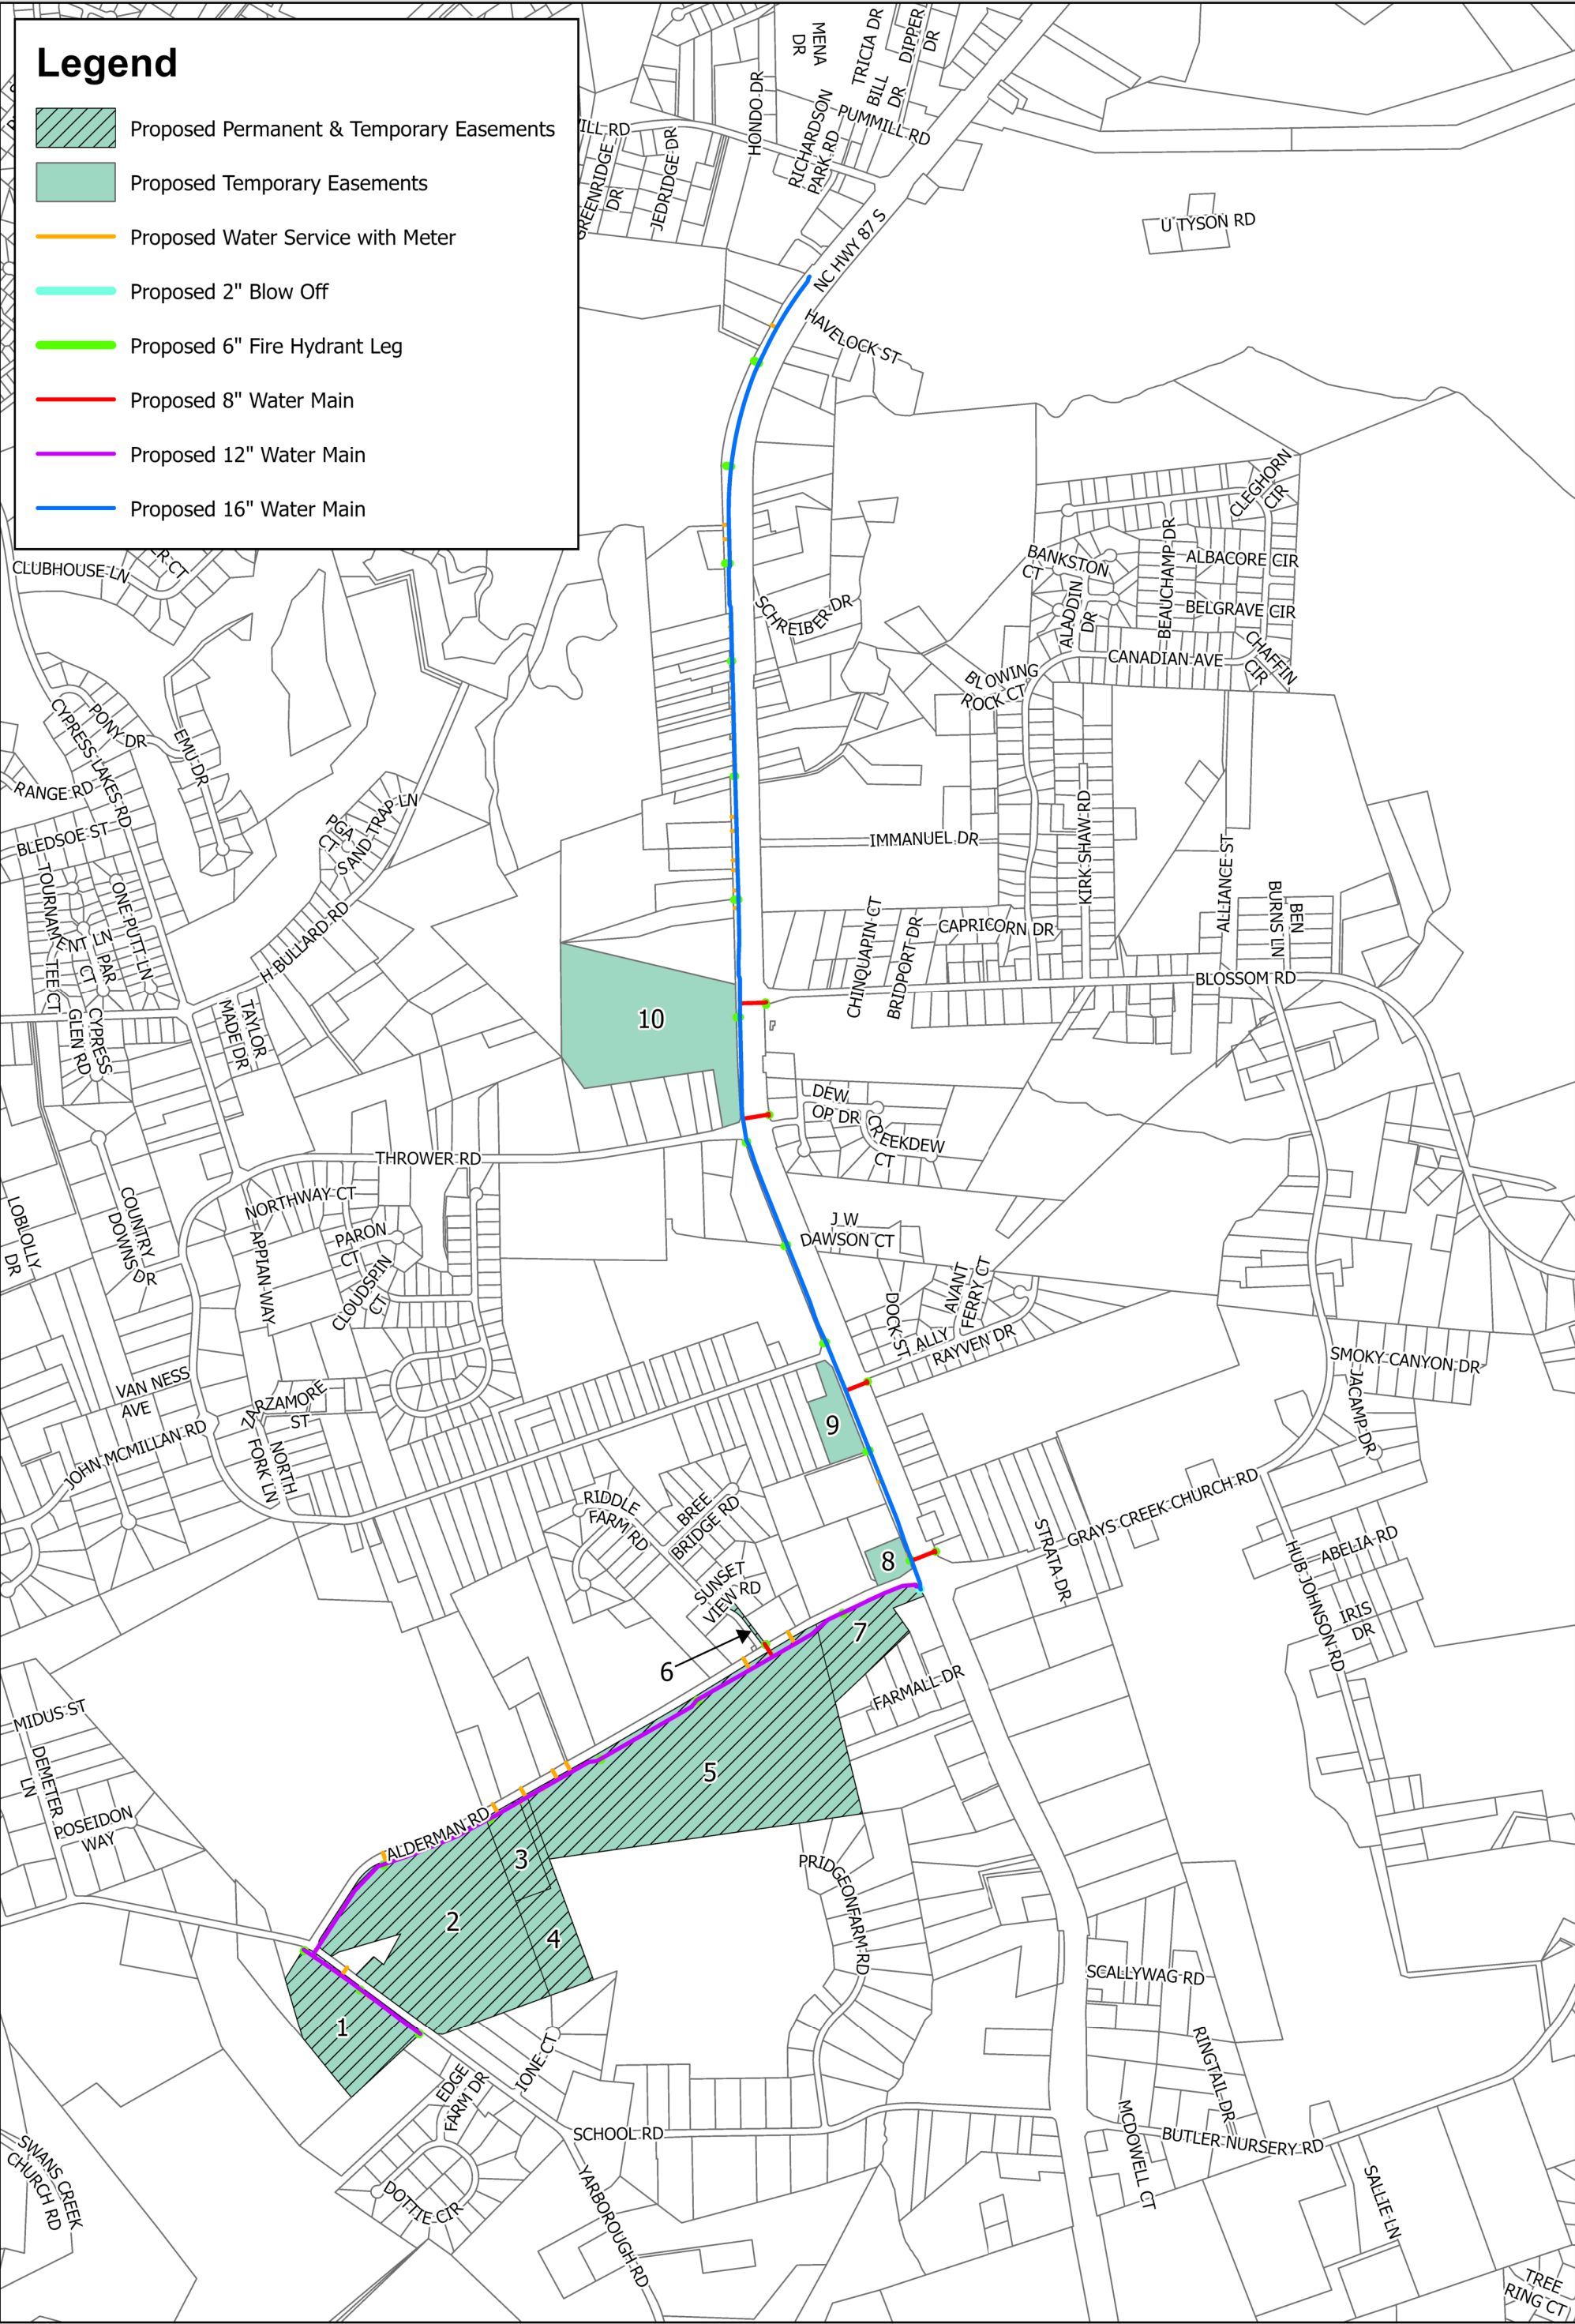 Legend
Proposed Permanent & Temporary Easements
Proposed Temporary Easements
Proposed Water Service with Meter
Proposed 2" Blow Off
Proposed 6" Fire Hydrant Leg
Proposed 8" Water Main
Proposed 12" Water Main
Proposed 16" Water Main
MENA
DR
TRICIA DR
DIPPER
DR
BILL
DR
HONDO DR
RICHARDSON
PARK RD
PUMMILL RD
ILL RD
GREENRIDGE
DR
JEDRIDGE DR
U TYSON RD
NC HWY 87 S
HAVELOCK ST
CLEGHORN
CIR
BANKSTON
CT
BEAUCHAMP DR
ALBACORE CIR
BELGRAVE CIR
ALADDIN
DR
CANADIAN AVE
CHAFFIN
CIR
SCHREIBER DR
BLOWING
ROCK CT
CLUBHOUSE LN
R CT
CYPRESS LAKES RD
PONY DR
EMU DR
RANGE RD
BLEDSOE ST
PGA
CT
SAND TRAP LN
TOURNAM
ENT LN
ONE PUTT LN
PAR
CT
TEE CT
H BULLARD RD
CYPRESS
GLEN RD
TAYLOR
MADE DR
IMMANUEL DR
KIRK SHAW RD
ALLIANCE ST
BEN
BURNS LN
CHINQUAPIN CT
BRIDPORT DR
CAPRICORN DR
BLOSSOM RD
10
DEW
OP DR
CREEKDEW
CT
THROWER RD
NORTHWAY CT
COUNTRY
DOWNS DR
LOBLOLLY
DR
APPIAN WAY
PARON
CT
CLOUDSPIN
CT
J W
DAWSON CT
AVANT
FERRY CT
DOCK ST
ALLY
RAYVEN DR
SMOKY CANYON DR
JACAMP DR
VAN NESS
AVE
ZARZAMORE
ST
JOHN MCMILLAN RD
NORTH
FORK LN
9
RIDDLE
FARM RD
BREE
BRIDGE RD
STRATA DR
GRAYS CREEK CHURCH RD
ABELIA RD
HUB JOHNSON RD
IRIS
DR
8
SUNSET
VIEW RD
7
6
FARMALL DR
MIDUS ST
DEMETER
LN
POSEIDON
WAY
5
ALDERMAN RD
3
2
4
PRIDGEONFARM RD
1
SCALLYWAG RD
EDGE
FARM DR
IONE CT
SCHOOL RD
RINGTAIL DR
MCDOWELL CT
BUTLER NURSERY RD
SALLIE LN
SWANS CREEK
CHURCH RD
DOTTIE CIR
YARBOROUGH RD
TREE
RING CT